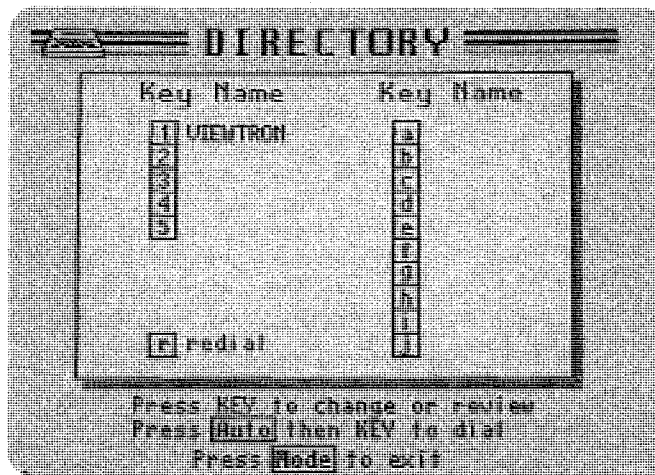 DIRECTORY
Key Name Key Name
1 VIEWTRON a
2 b
3 c
4 d
5 e
f
g
h
i
r redial j
Press KEY to change or review
Press Auto then KEY to dial
Press Mode to exit